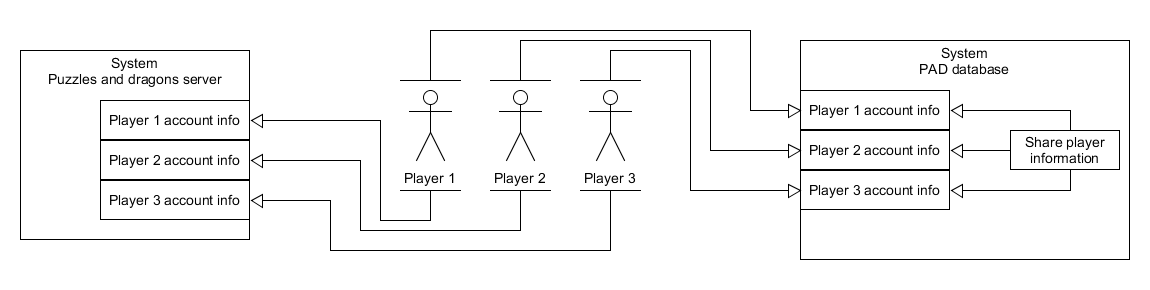 System
Puzzles and dragons server
Player 1 account info
Player 2 account info
Player 3 account info
Player 1
Player 2
Player 3
System
PAD database
Player 1 account info
Player 2 account info
Player 3 account info
Share player
information